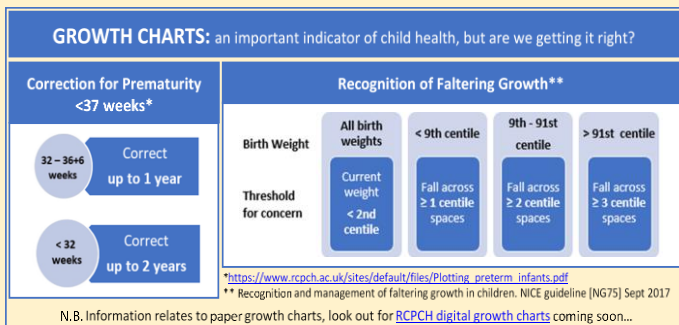 GROWTH CHARTS: an important indicator of child health, but are we getting it right?
Correction for Prematurity
<37 weeks*
32 – 36+6
weeks
Correct
up to 1 year
< 32
weeks
Correct
up to 2 years
Recognition of Faltering Growth**
Birth Weight
All birth
weights
< 9th centile
9th - 91st
centile
> 91st centile
Threshold
for concern
Current
weight
< 2nd
centile
Fall across
≥ 1 centile
spaces
Fall across
≥ 2 centile
spaces
Fall across
≥ 3 centile
spaces
*https://www.rcpch.ac.uk/sites/default/files/Plotting_preterm_infants.pdf
** Recognition and management of faltering growth in children. NICE guideline [NG75] Sept 2017
N.B. Information relates to paper growth charts, look out for RCPCH digital growth charts coming soon...